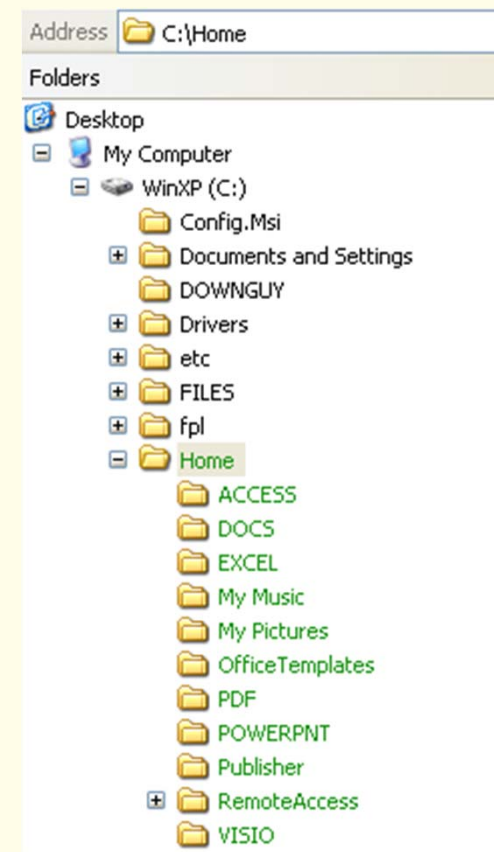 Address C:\Home
Folders
Desktop
My Computer
WinXP (C:)
Config.Msi
Documents and Settings
DOWNGUY
Drivers
etc
FILES
fpl
Home
ACCESS
DOCS
EXCEL
My Music
My Pictures
OfficeTemplates
PDF
POWERPNT
Publisher
RemoteAccess
VISIO